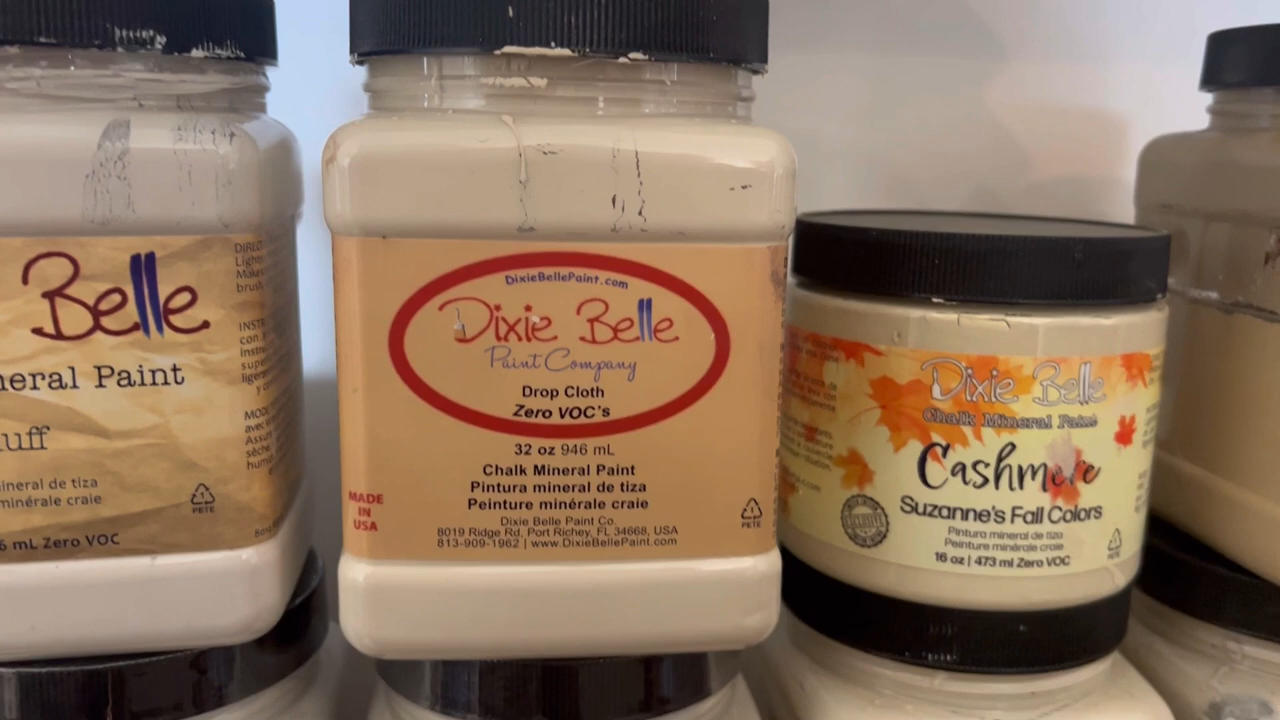 Belle
neral Paint
uff
mineral de tiza
minérale craie
6 mL Zero VOC
PETE
DixieBellePaint.com
Dixie Belle
Paint Company
Drop Cloth
Zero VOC's
32 oz 946 mL
Chalk Mineral Paint
Pintura mineral de tiza
Peinture minérale craie
MADE
IN
USA
Dixie Belle Paint Co.
8019 Ridge Rd, Port Richey, FL 34668, USA
813-909-1962 | www.DixieBellePaint.com
PETE
Dixie Belle
Chalk Mineral Paint
Cashmere
Suzanne's Fall Colors
EXCLUSIVE
Pintura mineral de tiza
Peinture minérale craie
16 oz | 473 ml Zero VOC
PETE